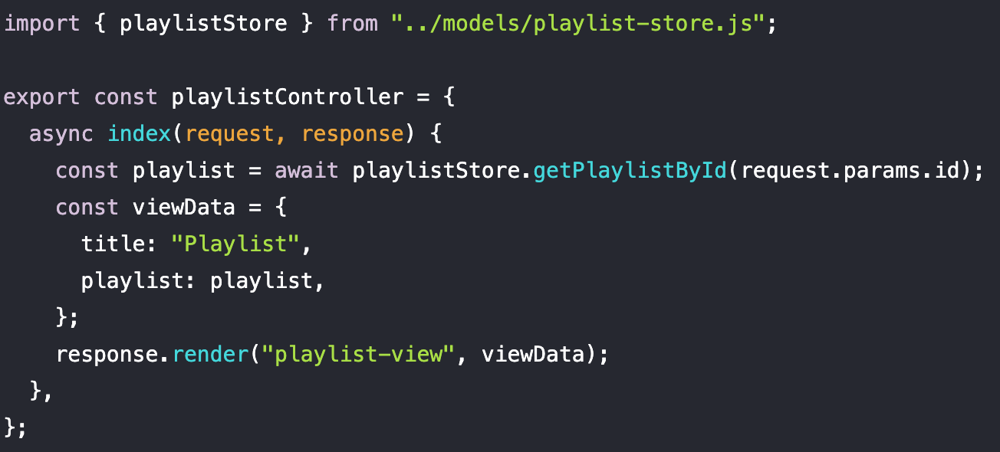 import { playlistStore } from "../models/playlist-store.js";

export const playlistController = {
  async index(request, response) {
    const playlist = await playlistStore.getPlaylistById(request.params.id);
    const viewData = {
      title: "Playlist",
      playlist: playlist,
    };
    response.render("playlist-view", viewData);
  },
};